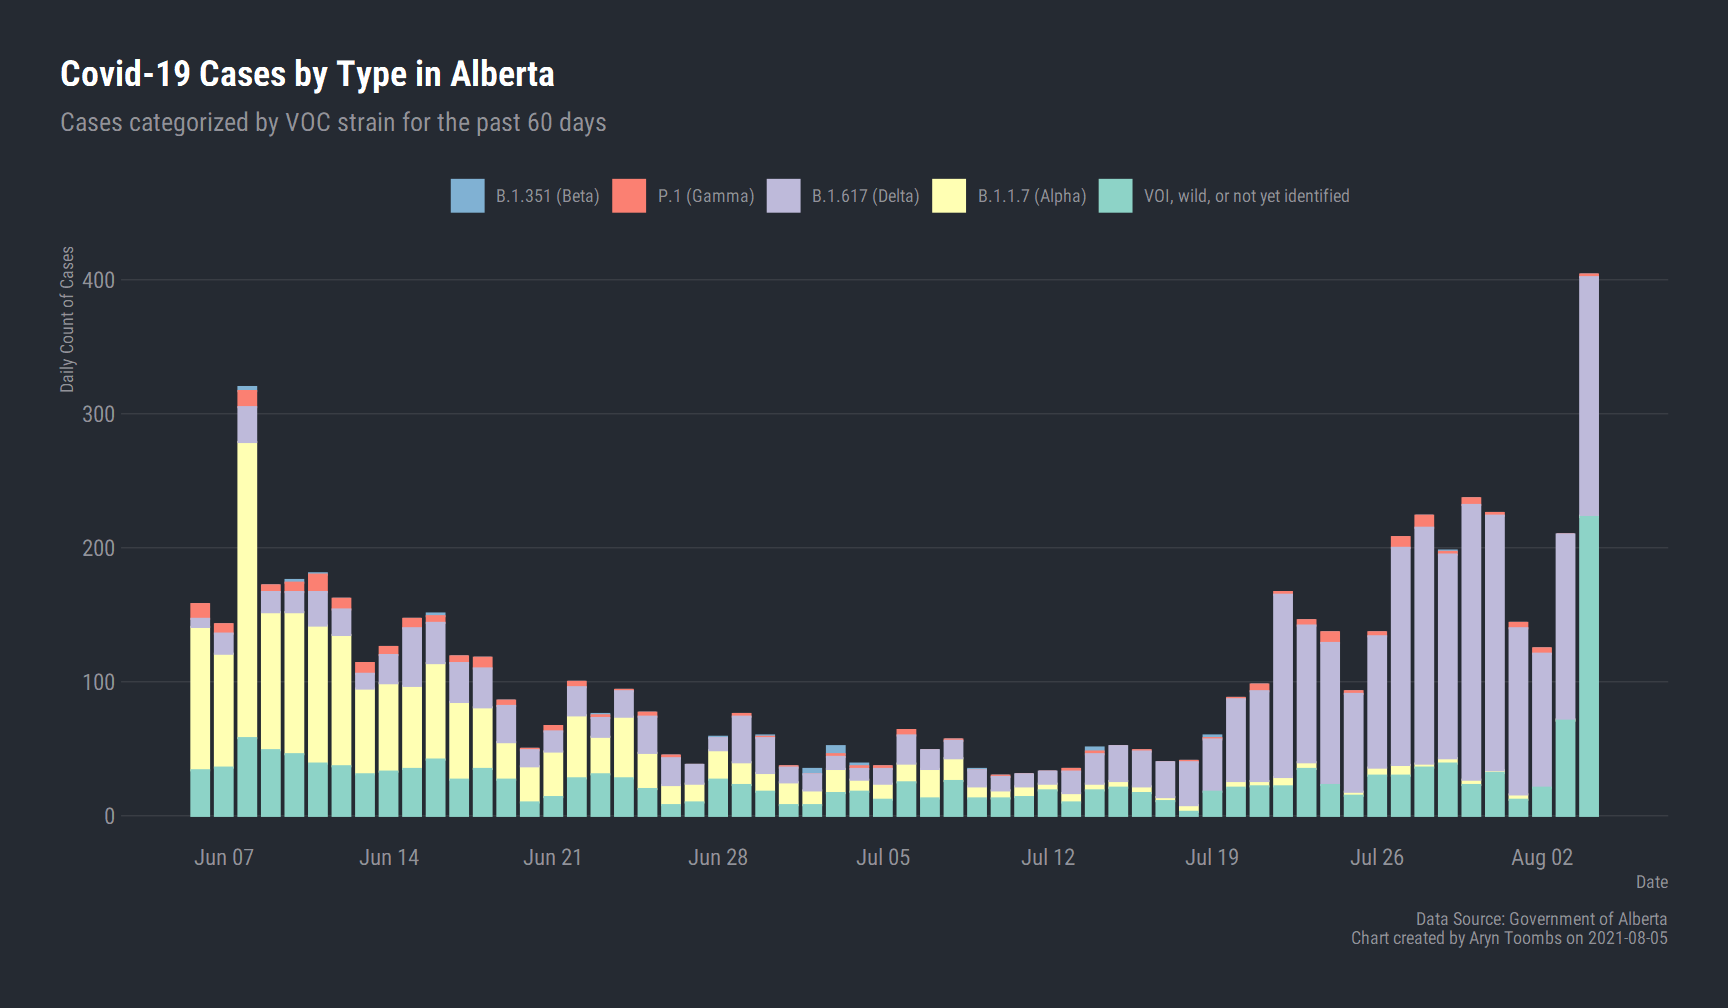 Covid-19 Cases by Type in Alberta
Cases categorized by VOC strain for the past 60 days
B.1.351 (Beta) P.1 (Gamma) B.1.617 (Delta) B.1.1.7 (Alpha) VOI, wild, or not yet identified
Daily Count of Cases
400
300
200
100
0
Jun 07 Jun 14 Jun 21 Jun 28 Jul 05 Jul 12 Jul 19 Jul 26 Aug 02
Date
Data Source: Government of Alberta
Chart created by Aryn Toombs on 2021-08-05